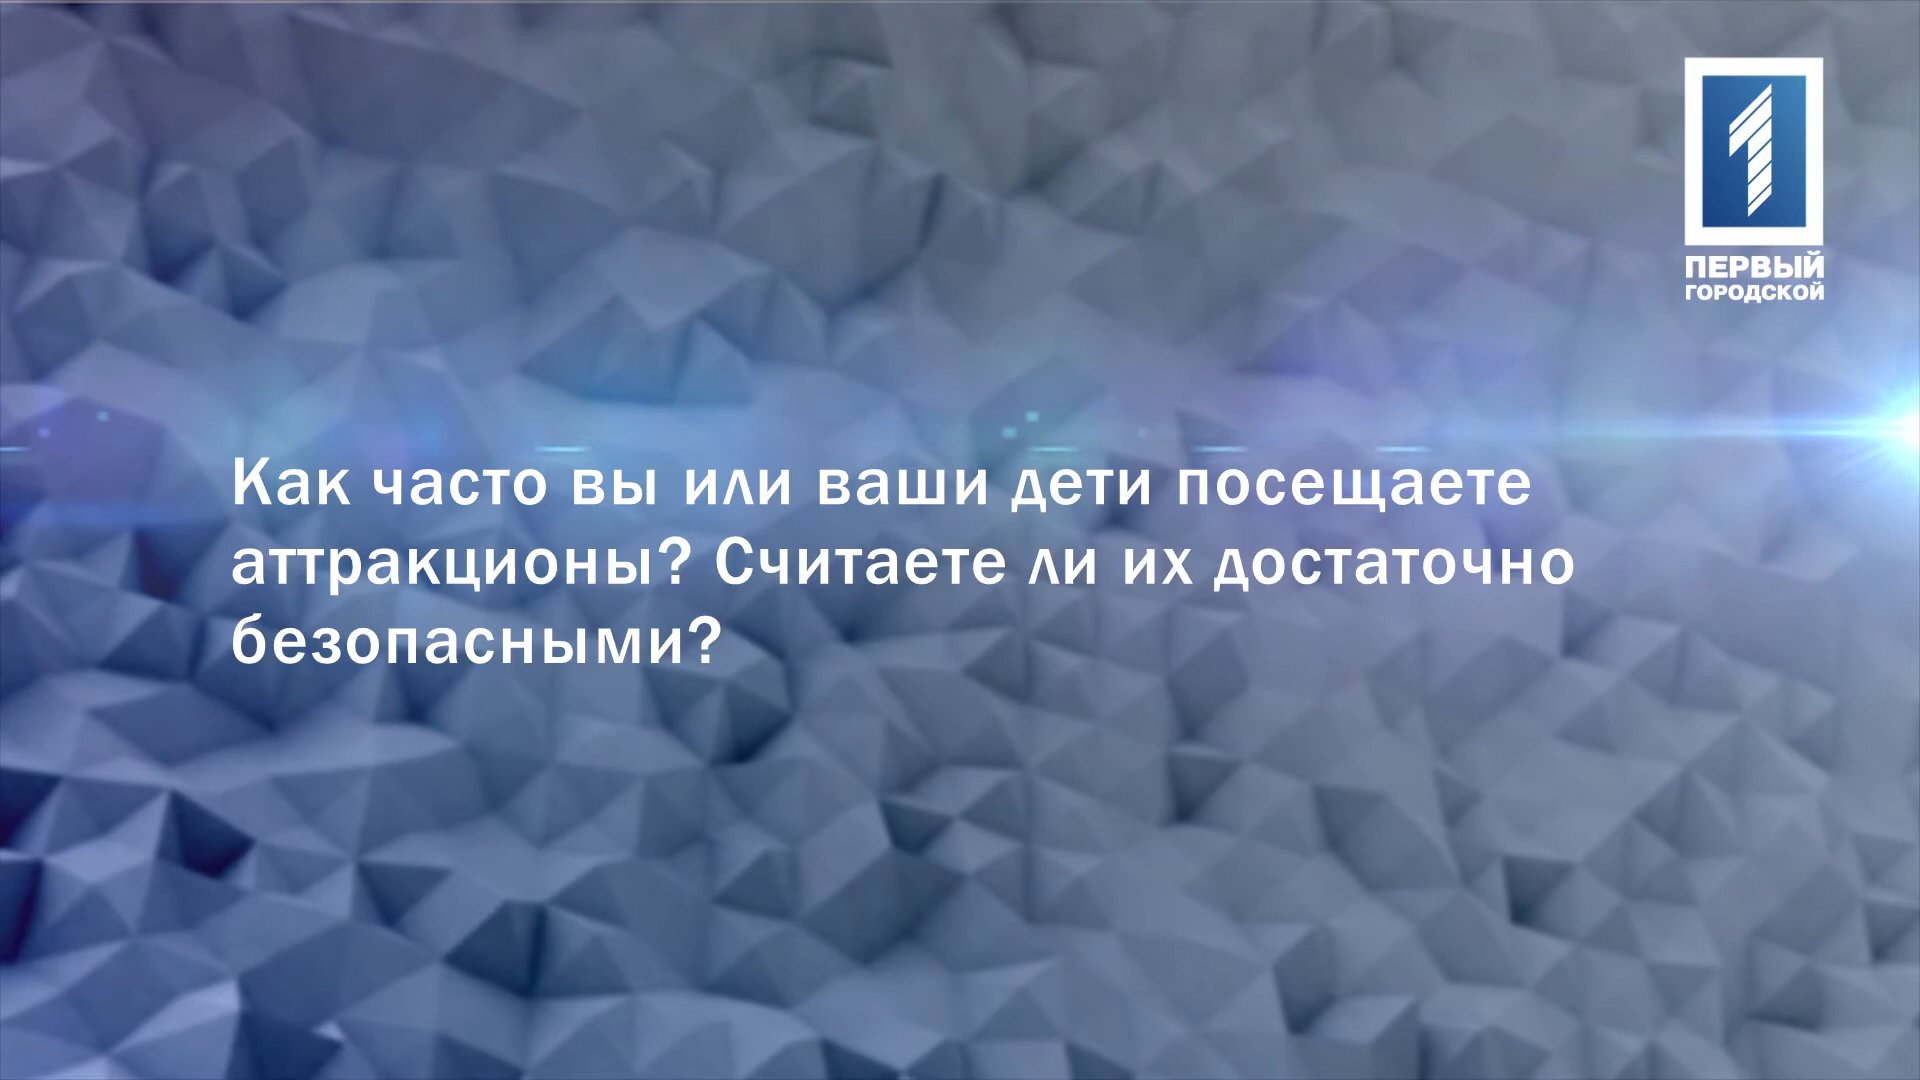 ПЕРВЫЙ
ГОРОДСКОЙ
Как часто вы или ваши дети посещаете
аттракционы? Считаете ли их достаточно
безопасными?